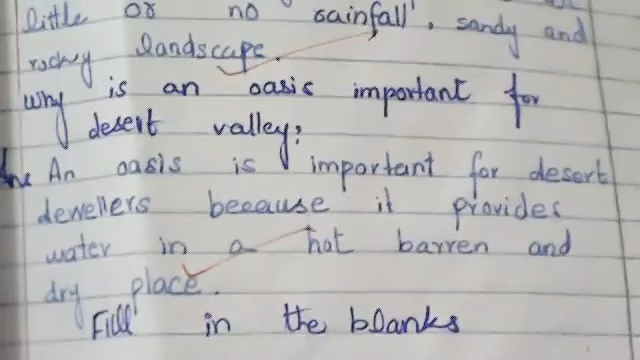 little or no rainfall, sandy and
rocky landscape.
Why is an oasis important for
desert valley?
Ans An oasis is important for desert
dewellers because it provides
water in a hot barren and
dry place.
Fill in the blanks